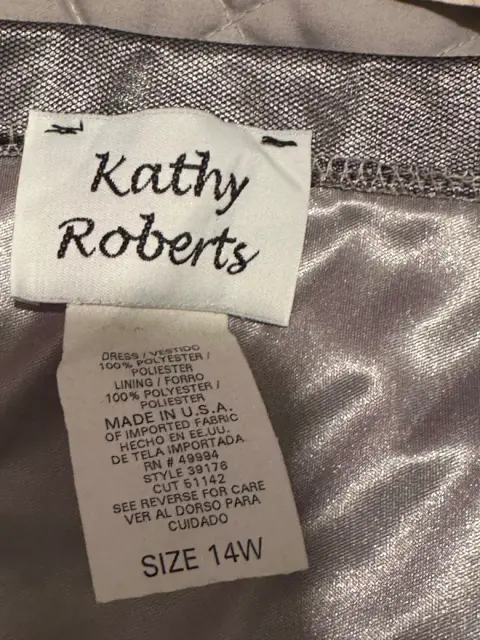 Kathy
Roberts
DRESS / VESTIDO
100% POLYESTER /
POLIESTER
LINING / FORRO
100% POLYESTER /
POLIESTER
MADE IN U.S.A.
OF IMPORTED FABRIC
HECHO EN EE.UU.
DE TELA IMPORTADA
RN # 49994
STYLE 39176
CUT 51142
SEE REVERSE FOR CARE
VER AL DORSO PARA
CUIDADO
SIZE 14W